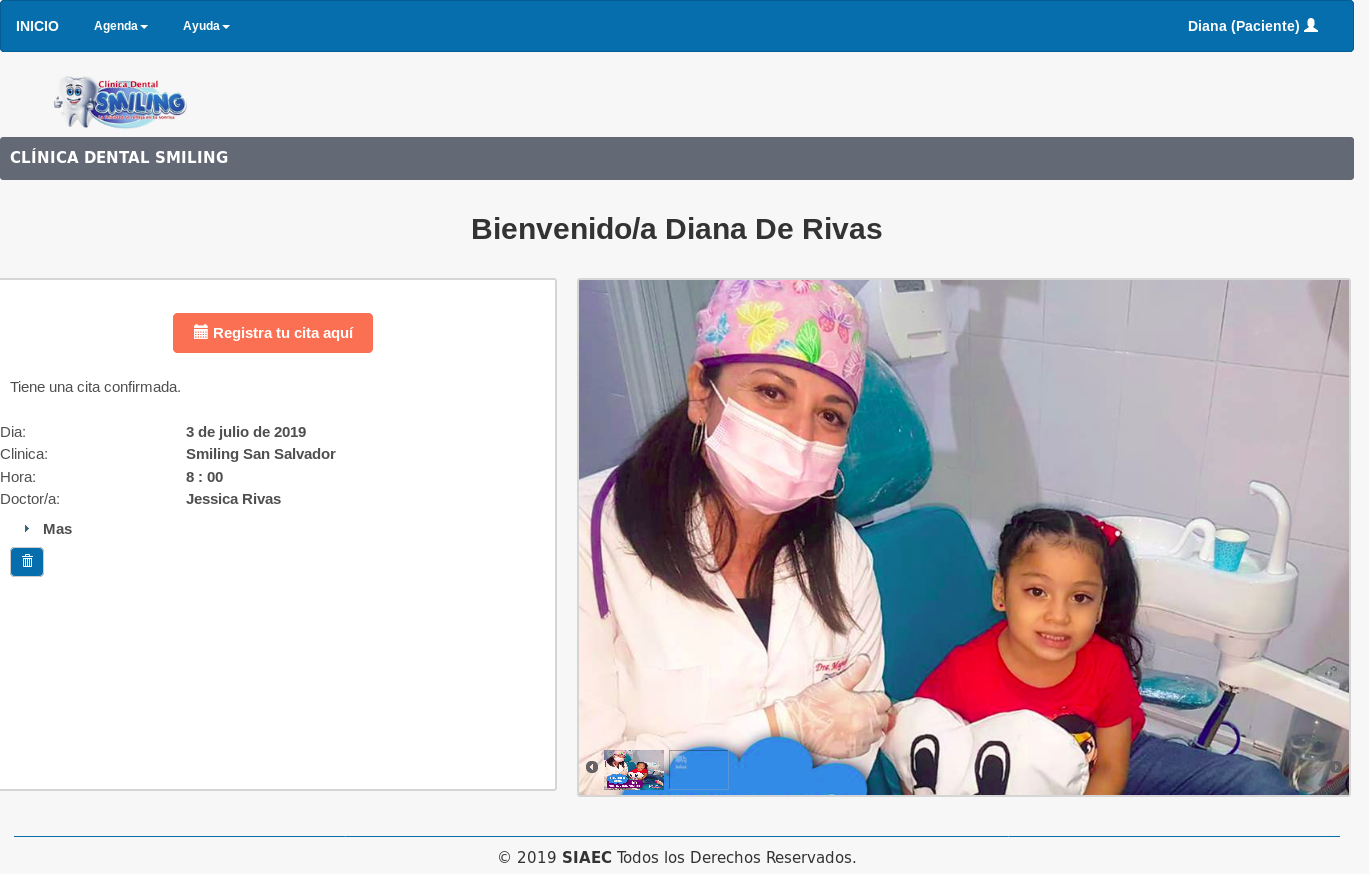 INICIO Agenda Ayuda Diana (Paciente)
Clínica Dental
SMILING
CLÍNICA DENTAL SMILING
Bienvenido/a Diana De Rivas
Registra tu cita aquí
Tiene una cita confirmada.
Dia: 3 de julio de 2019
Clinica: Smiling San Salvador
Hora: 8 : 00
Doctor/a: Jessica Rivas
Mas
Dra.
© 2019 SIAEC Todos los Derechos Reservados.